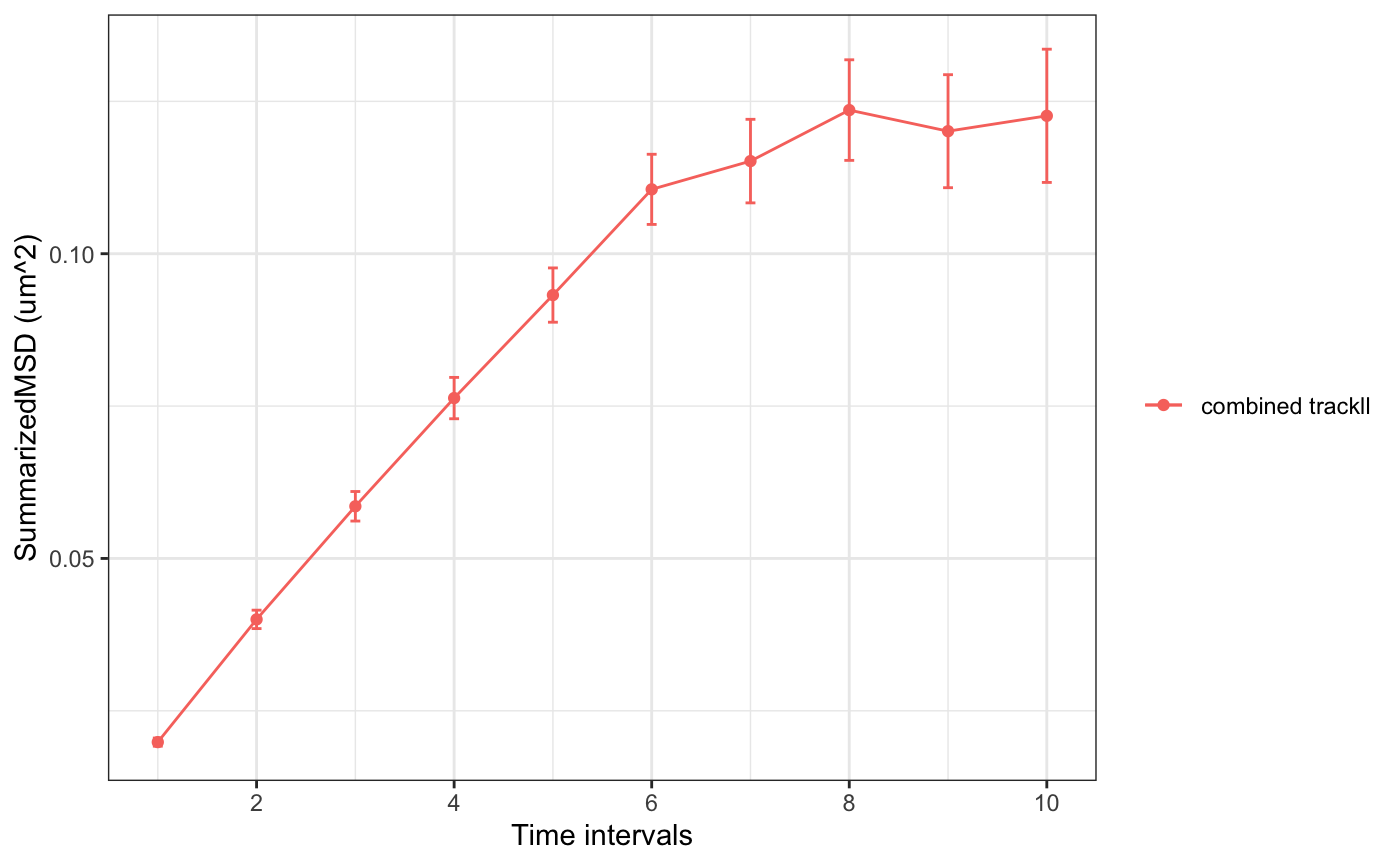 SummarizedMSD (um^2)
0.10
0.05
2 4 6 8 10
Time intervals
combined trackll